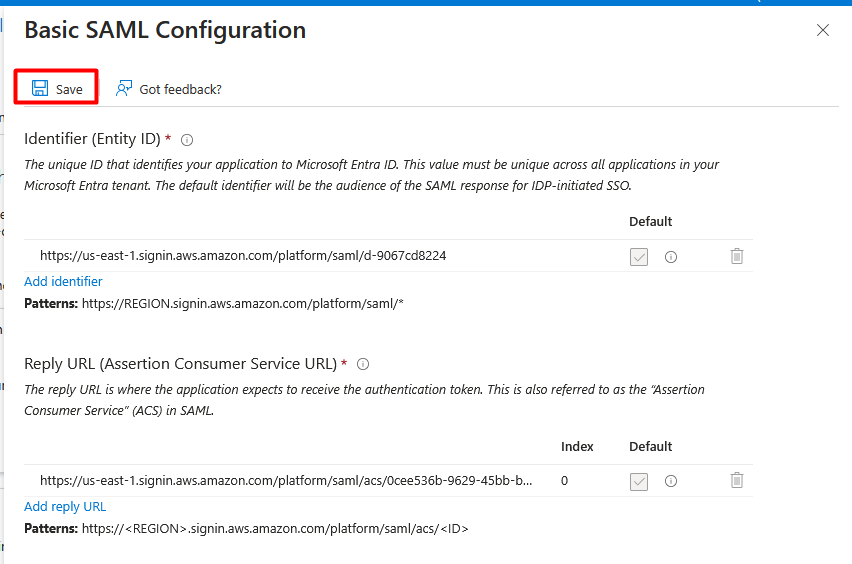 Basic SAML Configuration
Save
Got feedback?
Identifier (Entity ID) *
The unique ID that identifies your application to Microsoft Entra ID. This value must be unique across all applications in your
Microsoft Entra tenant. The default identifier will be the audience of the SAML response for IDP-initiated SSO.
Default
https://us-east-1.signin.aws.amazon.com/platform/saml/d-9067cd8224
Add identifier
Patterns: https://REGION.signin.aws.amazon.com/platform/saml/*
Reply URL (Assertion Consumer Service URL) *
The reply URL is where the application expects to receive the authentication token. This is also referred to as the “Assertion
Consumer Service” (ACS) in SAML.
Index Default
https://us-east-1.signin.aws.amazon.com/platform/saml/acs/0cee536b-9629-45bb-b... 0
Add reply URL
Patterns: https://<REGION>.signin.aws.amazon.com/platform/saml/acs/<ID>